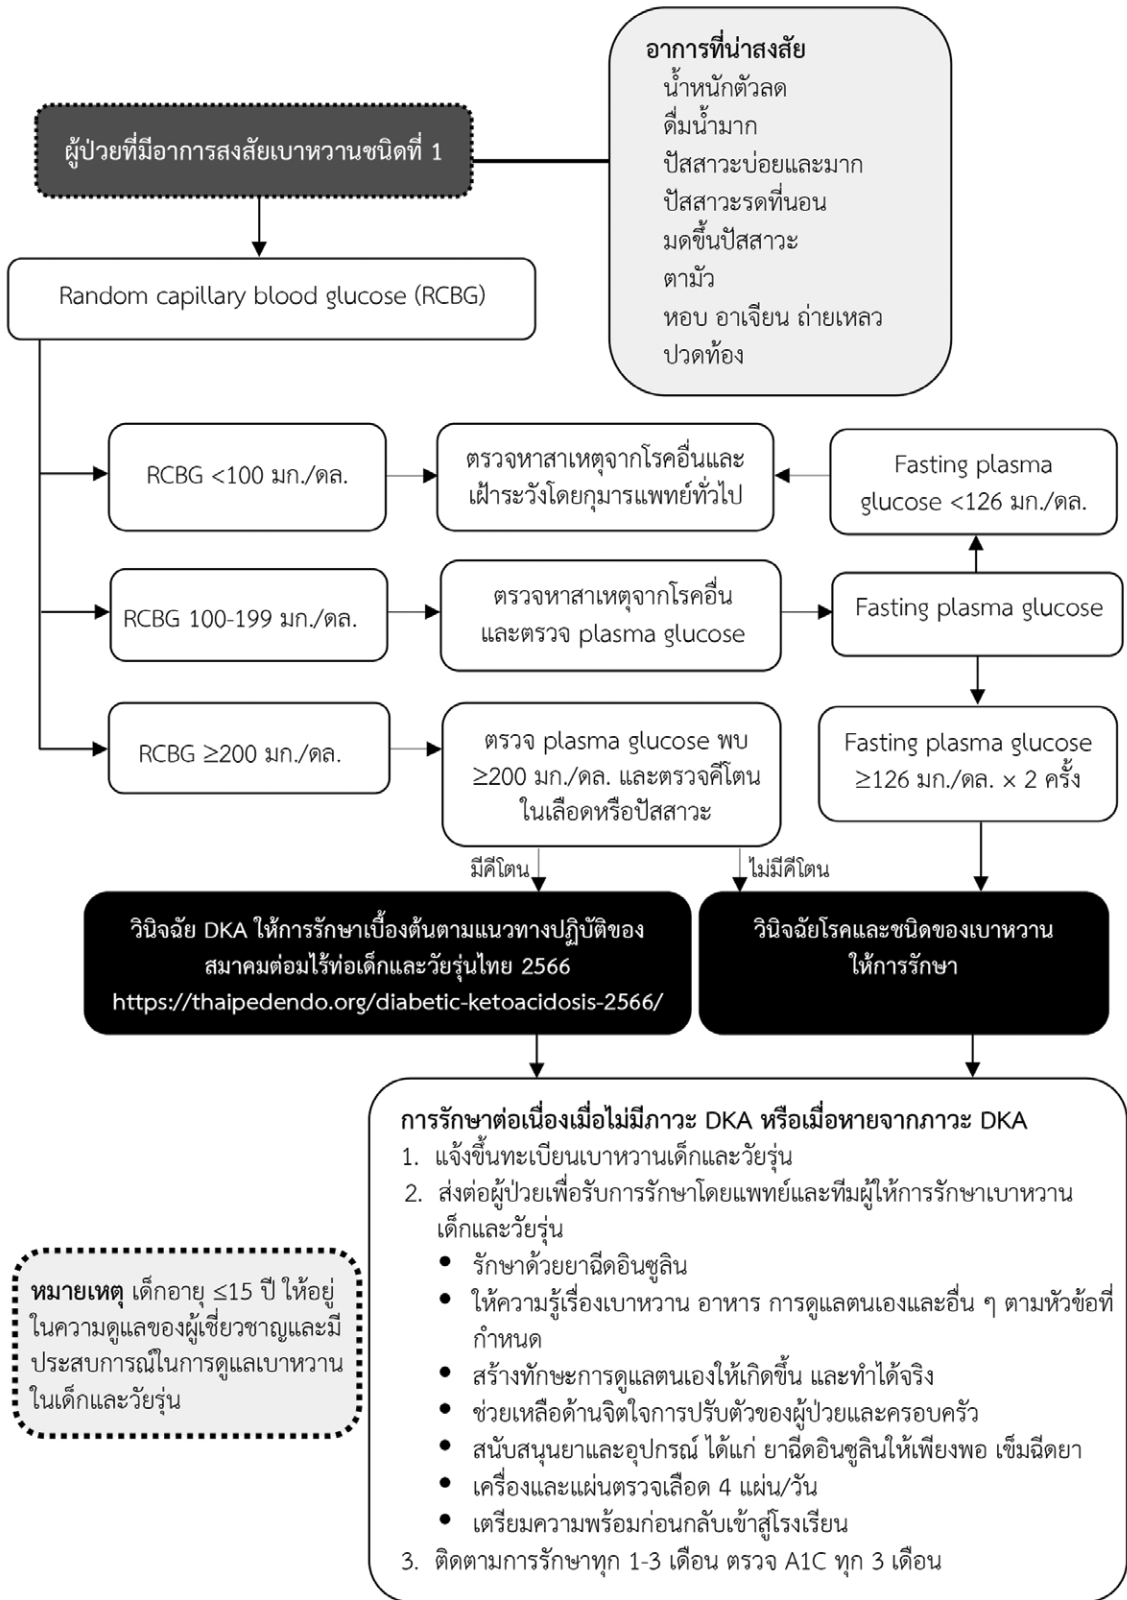 อาการที่น่าสงสัย
น้ำหนักตัวลด
ดื่มน้ำมาก
ปัสสาวะบ่อยและมาก
ปัสสาวะรดที่นอน
มดขึ้นปัสสาวะ
ตามัว
หอบ อาเจียน ถ่ายเหลว
ปวดท้อง
ผู้ป่วยที่มีอาการสงสัยเบาหวานชนิดที่ 1
Random capillary blood glucose (RCBG)
RCBG <100 มก./ดล.
ตรวจหาสาเหตุจากโรคอื่นและ
เฝ้าระวังโดยกุมารแพทย์ทั่วไป
Fasting plasma
glucose <126 มก./ดล.
RCBG 100-199 มก./ดล.
ตรวจหาสาเหตุจากโรคอื่น
และตรวจ plasma glucose
Fasting plasma glucose
RCBG ≥200 มก./ดล.
ตรวจ plasma glucose พบ
≥200 มก./ดล. และตรวจคีโตน
ในเลือดหรือปัสสาวะ
Fasting plasma glucose
≥126 มก./ดล. × 2 ครั้ง
มีคีโตน
ไม่มีคีโตน
วินิจฉัย DKA ให้การรักษาเบื้องต้นตามแนวทางปฏิบัติของ
สมาคมต่อมไร้ท่อเด็กและวัยรุ่นไทย 2566
https://thaipedendo.org/diabetic-ketoacidosis-2566/
วินิจฉัยโรคและชนิดของเบาหวาน
ให้การรักษา
การรักษาต่อเนื่องเมื่อไม่มีภาวะ DKA หรือเมื่อหายจากภาวะ DKA
1. แจ้งขึ้นทะเบียนเบาหวานเด็กและวัยรุ่น
2. ส่งต่อผู้ป่วยเพื่อรับการรักษาโดยแพทย์และทีมผู้ให้การรักษาเบาหวาน
เด็กและวัยรุ่น
• รักษาด้วยยาฉีดอินซูลิน
• ให้ความรู้เรื่องเบาหวาน อาหาร การดูแลตนเองและอื่น ๆ ตามหัวข้อที่
กำหนด
• สร้างทักษะการดูแลตนเองให้เกิดขึ้น และทำได้จริง
• ช่วยเหลือด้านจิตใจการปรับตัวของผู้ป่วยและครอบครัว
• สนับสนุนยาและอุปกรณ์ ได้แก่ ยาฉีดอินซูลินให้เพียงพอ เข็มฉีดยา
• เครื่องและแผ่นตรวจเลือด 4 แผ่น/วัน
• เตรียมความพร้อมก่อนกลับเข้าสู่โรงเรียน
3. ติดตามการรักษาทุก 1-3 เดือน ตรวจ A1C ทุก 3 เดือน
หมายเหตุ เด็กอายุ ≤15 ปี ให้อยู่
ในความดูแลของผู้เชี่ยวชาญและมี
ประสบการณ์ในการดูแลเบาหวาน
ในเด็กและวัยรุ่น